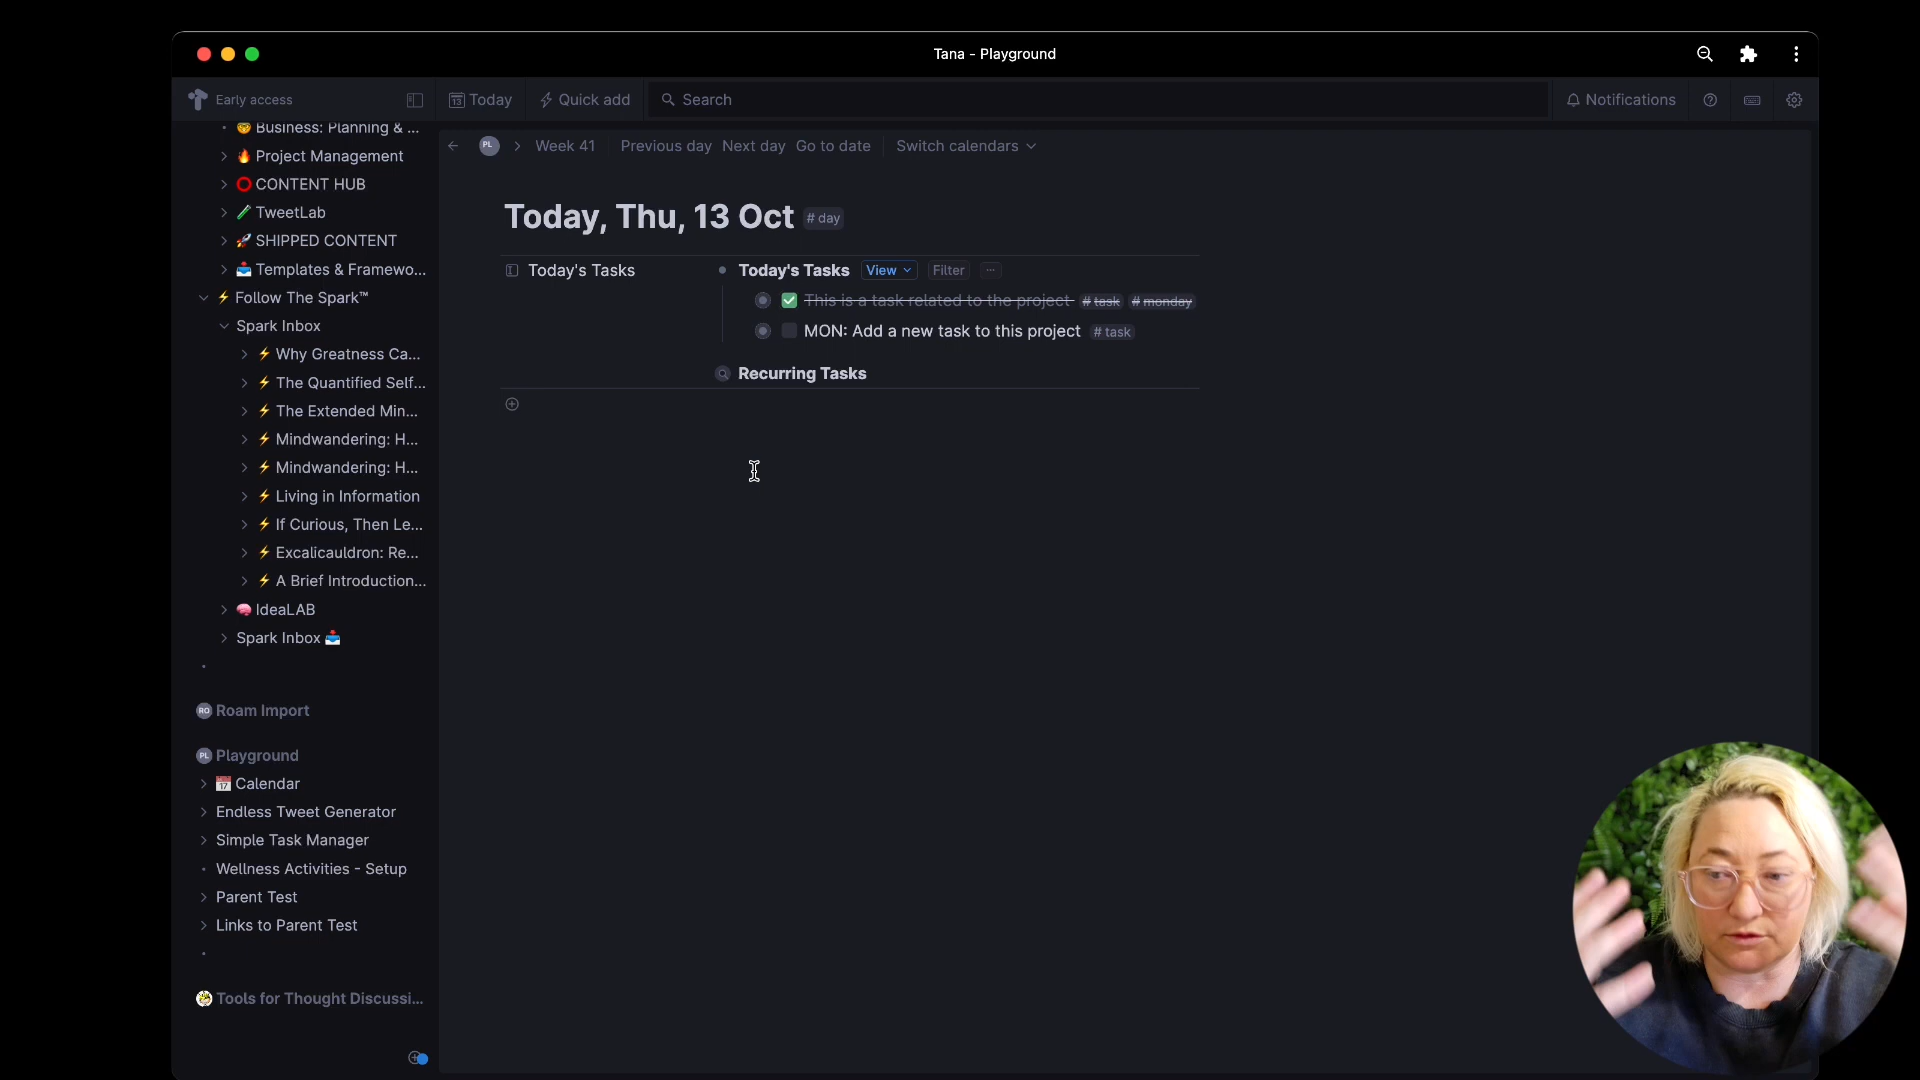 Tana - Playground
Early access
13 Today
Quick add
Search
Notifications
PL
Week 41
Previous day
Next day
Go to date
Switch calendars
Business: Planning & ...
Project Management
CONTENT HUB
TweetLab
SHIPPED CONTENT
Templates & Framewo...
Follow The Spark™
Spark Inbox
Why Greatness Ca...
The Quantified Self...
The Extended Min...
Mindwandering: H...
Mindwandering: H...
Living in Information
If Curious, Then Le...
Excalicauldron: Re...
A Brief Introduction...
IdeaLAB
Spark Inbox
RO Roam Import
PL Playground
17 Calendar
Endless Tweet Generator
Simple Task Manager
Wellness Activities - Setup
Parent Test
Links to Parent Test
Tools for Thought Discussi...
Today, Thu, 13 Oct # day
Today's Tasks
Today's Tasks View Filter ...
This is a task related to the project # task # monday
MON: Add a new task to this project # task
Recurring Tasks